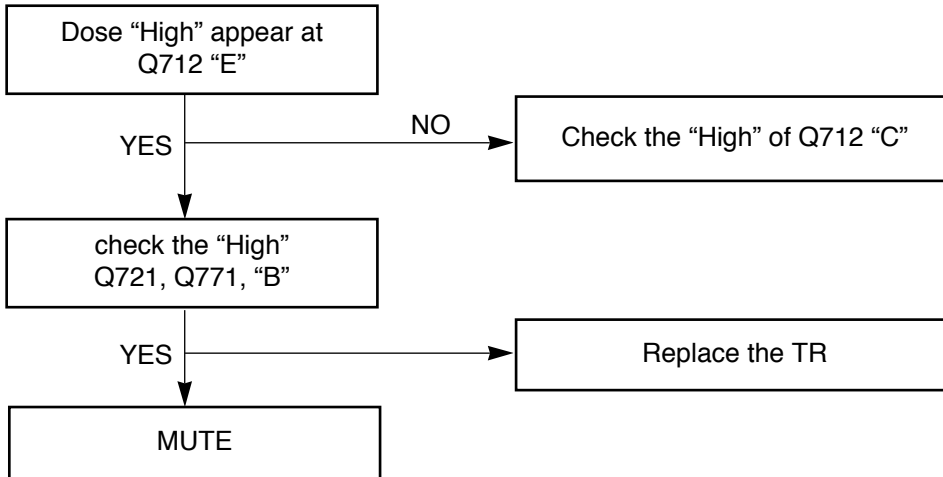 Dose “High” appear at
Q712 “E”
NO
YES
Check the “High” of Q712 “C”
check the “High”
Q721, Q771, “B”
YES
Replace the TR
MUTE